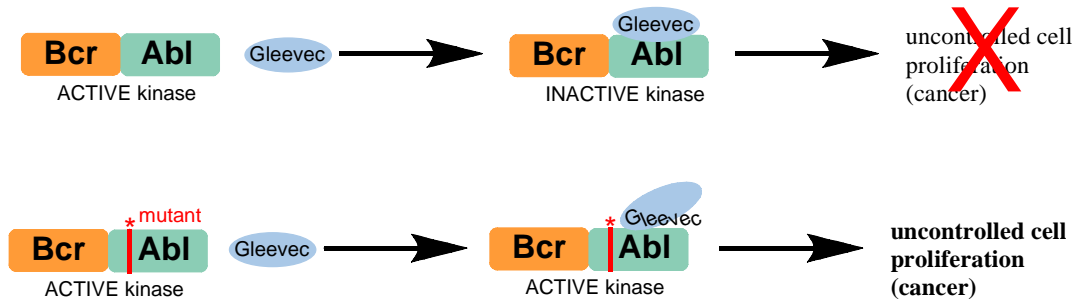 Gleevec
Bcr Abl Gleevec Bcr Abl
ACTIVE kinase INACTIVE kinase
uncontrolled cell
proliferation
(cancer)
* mutant * Gleevec
Bcr Abl Gleevec Bcr Abl
ACTIVE kinase ACTIVE kinase
uncontrolled cell
proliferation
(cancer)